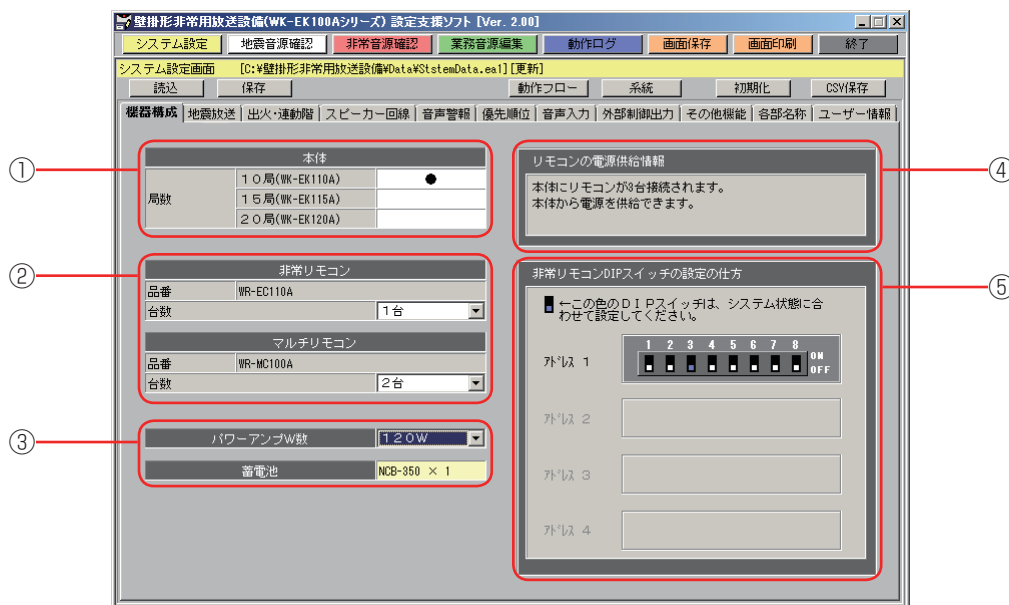 壁掛形非常用放送設備(WK-EK100Aシリーズ) 設定支援ソフト [Ver. 2.00]
システム設定 地震音源確認 非常音源確認 業務音源編集 動作ログ 画面保存 画面印刷 終了
システム設定画面 [C:¥壁掛形非常用放送設備¥Data¥StstemData.ea1] [更新]
読込 保存 動作フロー 系統 初期化 CSV保存
機器構成 地震放送 出火・連動階 スピーカー回線 音声警報 優先順位 音声入力 外部制御出力 その他機能 各部名称 ユーザー情報
①
本体
局数
10局(WK-EK110A) ●
15局(WK-EK115A)
20局(WK-EK120A)
②
非常リモコン
品番 WR-EC110A
台数 1台
マルチリモコン
品番 WR-MC100A
台数 2台
③
パワーアンプW数 120W
蓄電池 NCB-350 × 1
④
リモコンの電源供給情報
本体にリモコンが3台接続されます。
本体から電源を供給できます。
⑤
非常リモコンDIPスイッチの設定の仕方
←この色のDIPスイッチは、システム状態に合
わせて設定してください。
アドレス 1
1 2 3 4 5 6 7 8
ON
OFF
アドレス 2
アドレス 3
アドレス 4